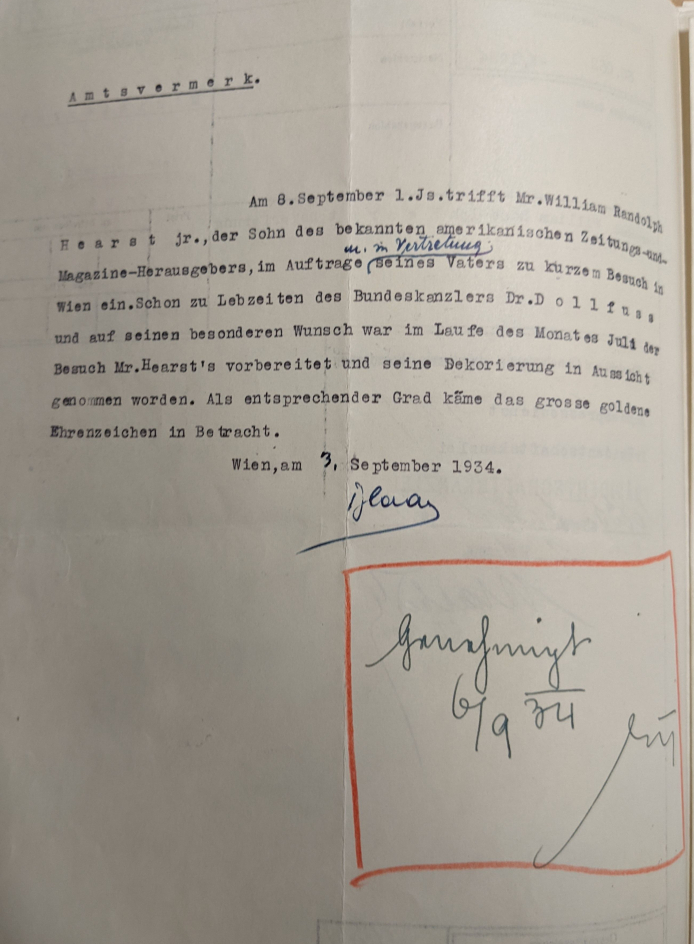 A m t s v e r m e r k.
Am 8.September l.Js.trifft Mr.William Randolph
H e a r s t jr.,der Sohn des bekannten amerikanischen Zeitungs-und-
u. in Vertretung
Magazine-Herausgebers,im Auftrage seines Vaters zu kurzem Besuch in
Wien ein.Schon zu Lebzeiten des Bundeskanzlers Dr.D o l l f u s s
und auf seinen besonderen Wunsch war im Laufe des Monates Juli der
Besuch Mr.Hearst's vorbereitet und seine Dekorierung in Aussicht
genommen worden. Als entsprechender Grad käme das grosse goldene
Ehrenzeichen in Betracht.
Wien,am 3. September 1934.
Genehmigt
6/9 34